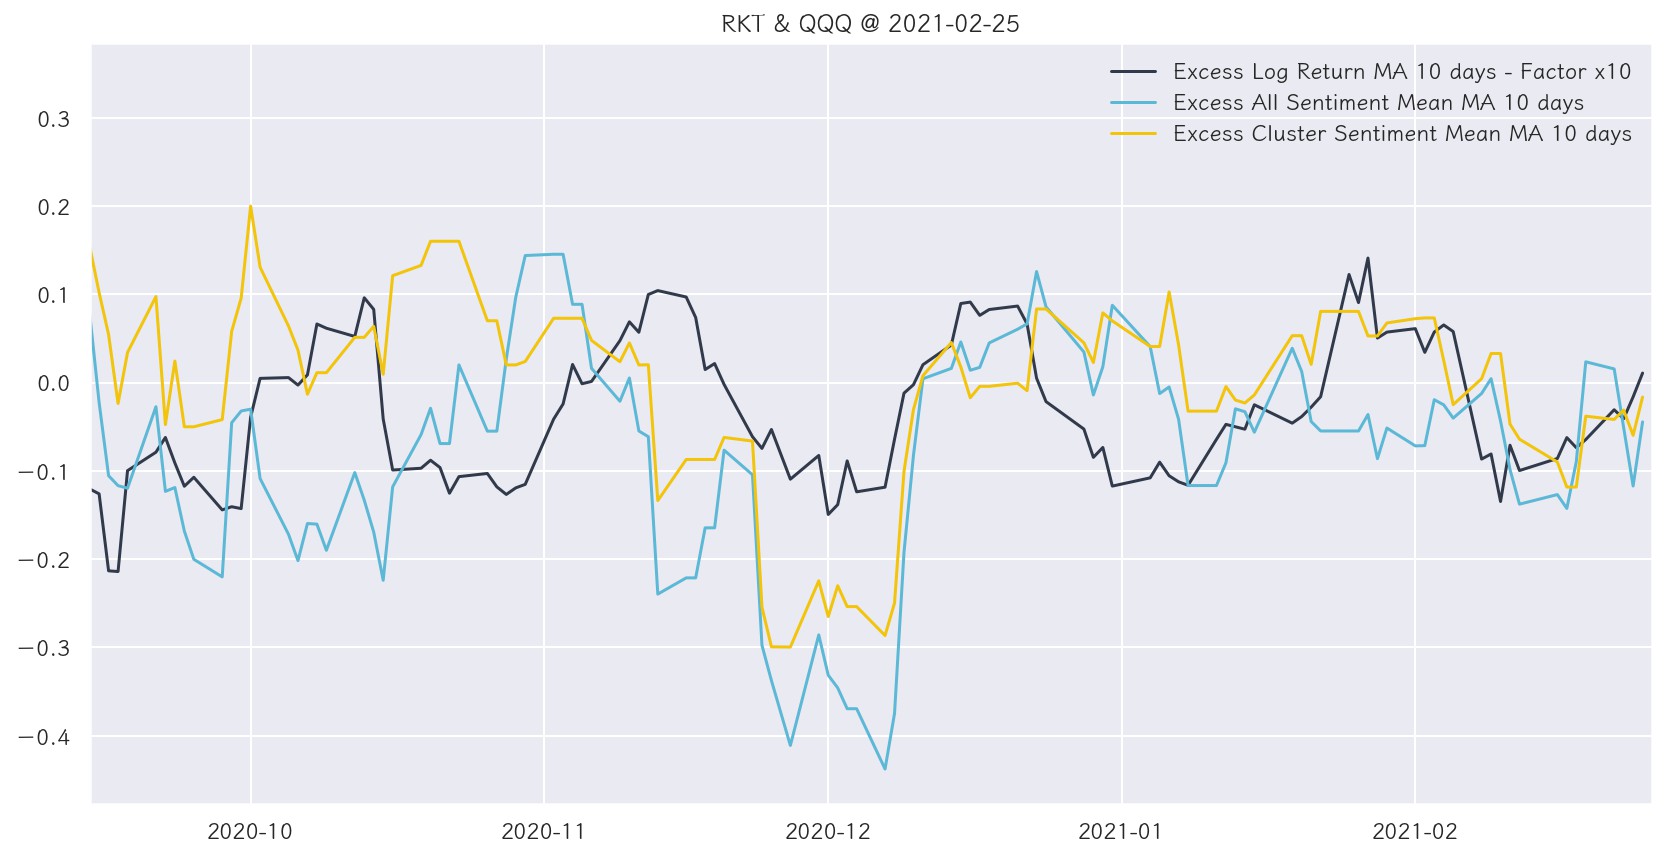 RKT & QQQ @ 2021-02-25
Excess Log Return MA 10 days - Factor x10
Excess All Sentiment Mean MA 10 days
Excess Cluster Sentiment Mean MA 10 days
0.3
0.2
0.1
0.0
−0.1
−0.2
−0.3
−0.4
2020-10 2020-11 2020-12 2021-01 2021-02